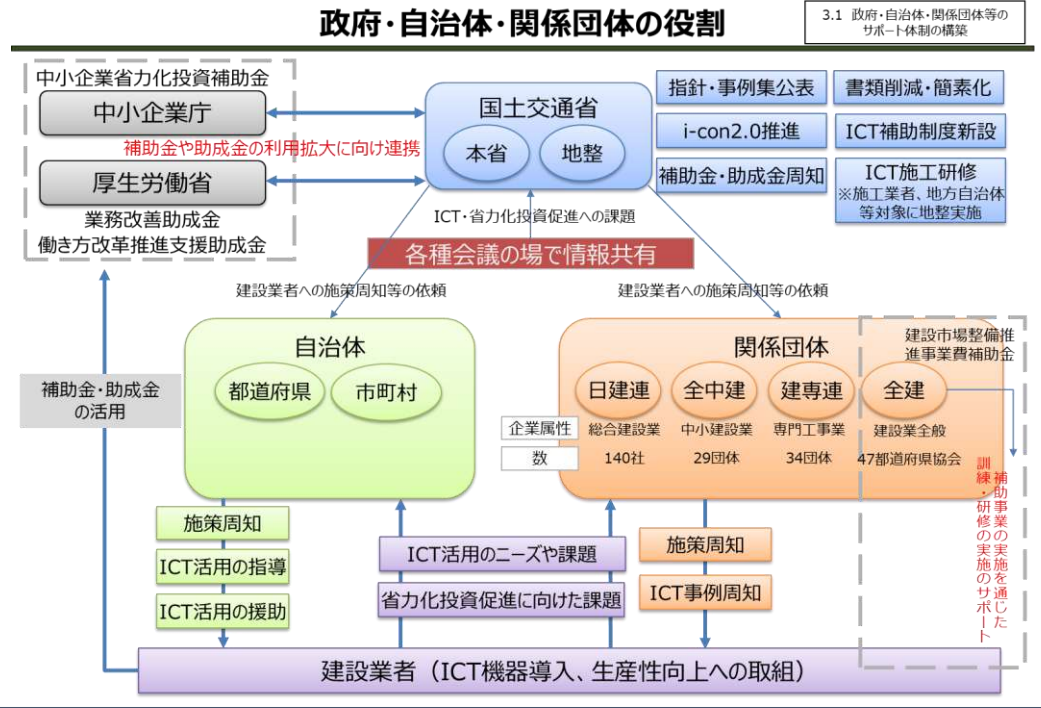 政府・自治体・関係団体の役割
3.1 政府・自治体・関係団体等の
サポート体制の構築
中小企業省力化投資補助金
中小企業庁
補助金や助成金の利用拡大に向け連携
厚生労働省
業務改善助成金
働き方改革推進支援助成金
国土交通省
本省
地整
指針・事例集公表
書類削減・簡素化
i-con2.0推進
ICT補助制度新設
補助金・助成金周知
ICT施工研修
※施工業者、地方自治体
等対象に地整実施
ICT・省力化投資促進への課題
各種会議の場で情報共有
建設業者への施策周知等の依頼
建設業者への施策周知等の依頼
補助金・助成金
の活用
自治体
都道府県
市町村
関係団体
建設市場整備推
進事業費補助金
日建連
全中建
建専連
全建
企業属性
総合建設業
中小建設業
専門工事業
建設業全般
数
140社
29団体
34団体
47都道府県協会
補助事業の実施を通じた
訓練・研修の実施のサポート
施策周知
ICT活用の指導
ICT活用の援助
ICT活用のニーズや課題
省力化投資促進に向けた課題
施策周知
ICT事例周知
建設業者（ICT機器導入、生産性向上への取組）